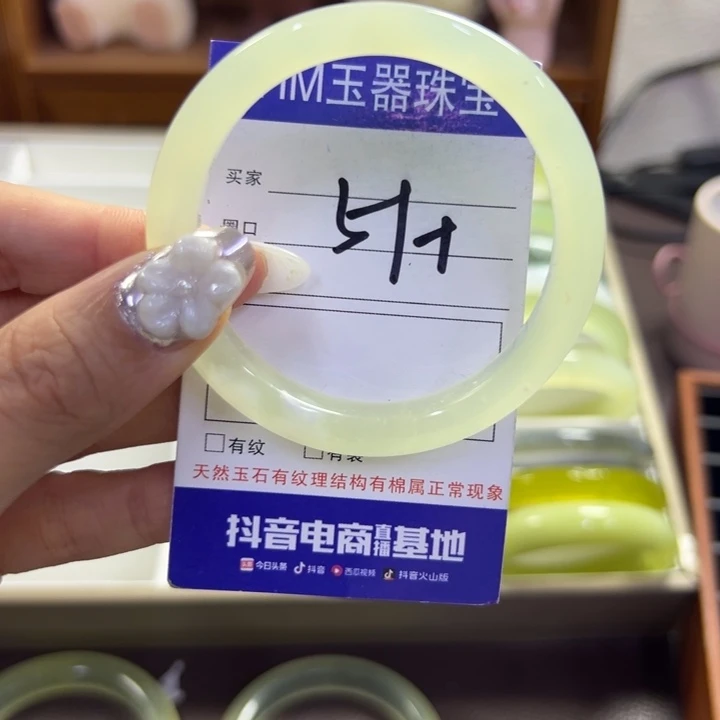 M玉器珠宝
买家
圈口
有纹
有裂
天然玉石有纹理结构有棉属正常现象
抖音电商直播基地
今日头条 抖音 西瓜视频 抖音火山版